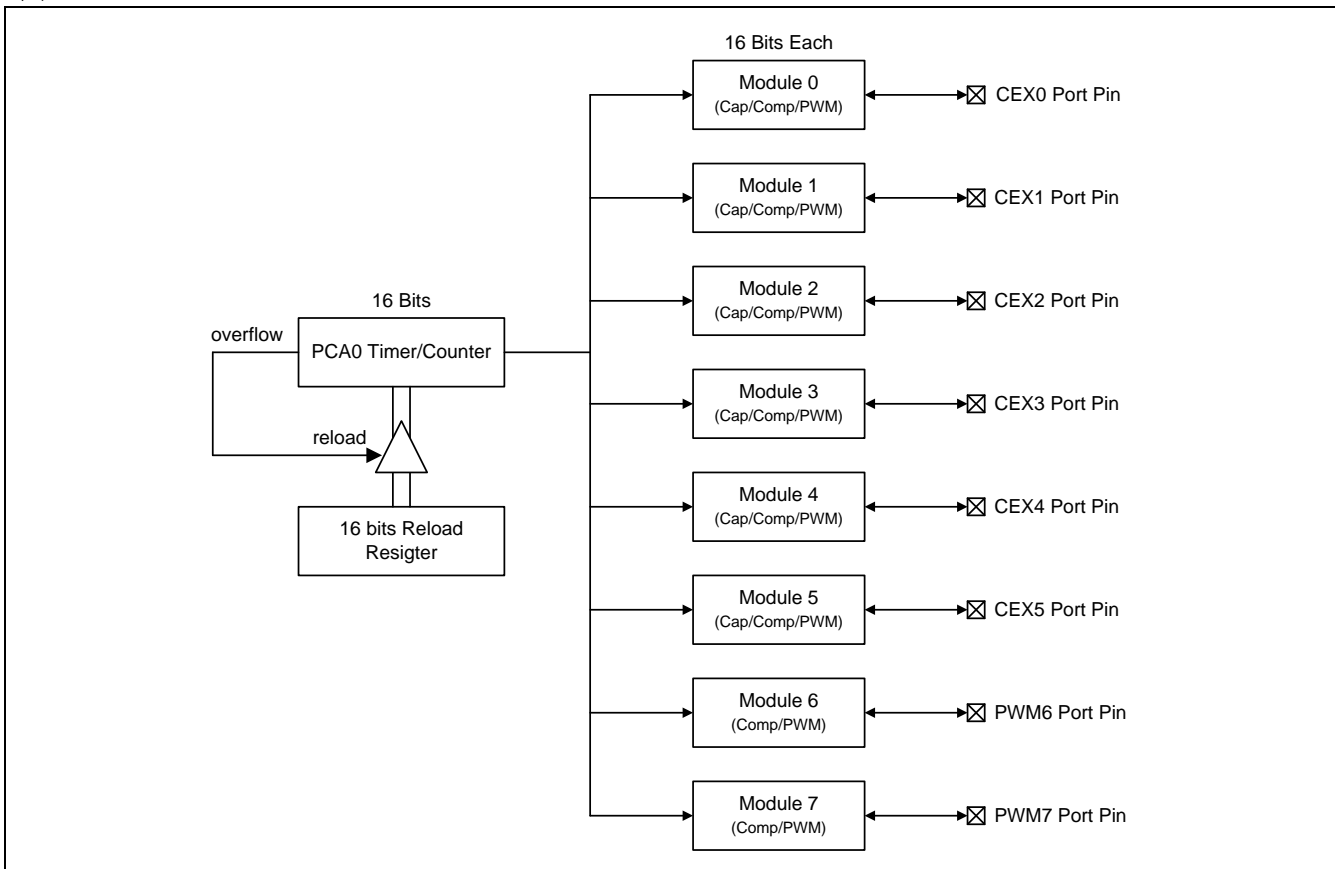 16 Bits Each
Module 0
(Cap/Comp/PWM)
CEX0 Port Pin
Module 1
(Cap/Comp/PWM)
CEX1 Port Pin
Module 2
(Cap/Comp/PWM)
CEX2 Port Pin
16 Bits
overflow
PCA0 Timer/Counter
Module 3
(Cap/Comp/PWM)
CEX3 Port Pin
reload
Module 4
(Cap/Comp/PWM)
CEX4 Port Pin
16 bits Reload
Resigter
Module 5
(Cap/Comp/PWM)
CEX5 Port Pin
Module 6
(Comp/PWM)
PWM6 Port Pin
Module 7
(Comp/PWM)
PWM7 Port Pin